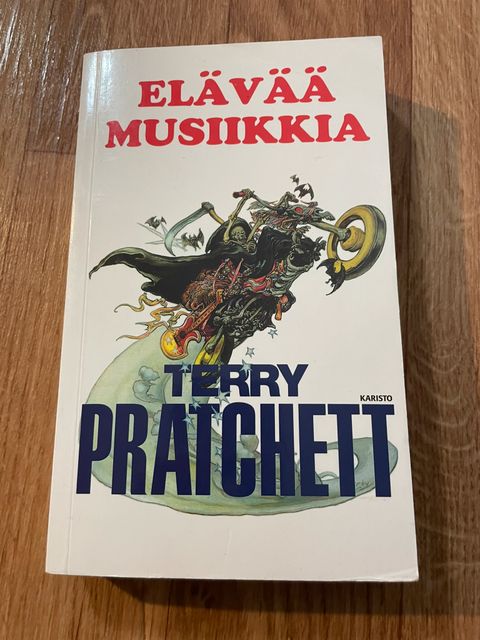 ELÄVÄÄ
MUSIIKKIA
TERRY
KARISTO
PRATCHETT